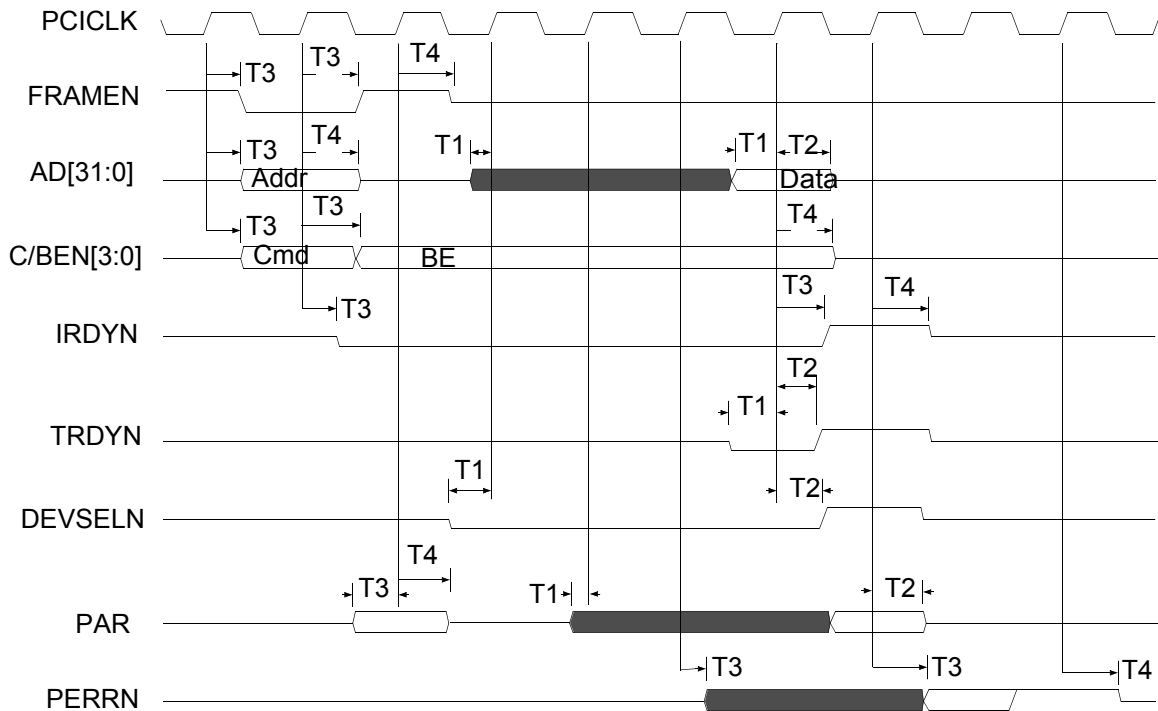 PCICLK
T3 T3 T4
FRAMEN
T3 T4 T1 T1 T2
AD[31:0] Addr Data
T3 T3 T4
C/BEN[3:0] Cmd BE
T3 T3 T4
IRDYN
T2
T1
TRDYN
T1 T2
DEVSELN
T4
T3 T1 T2
PAR
T3 T3 T4
PERRN